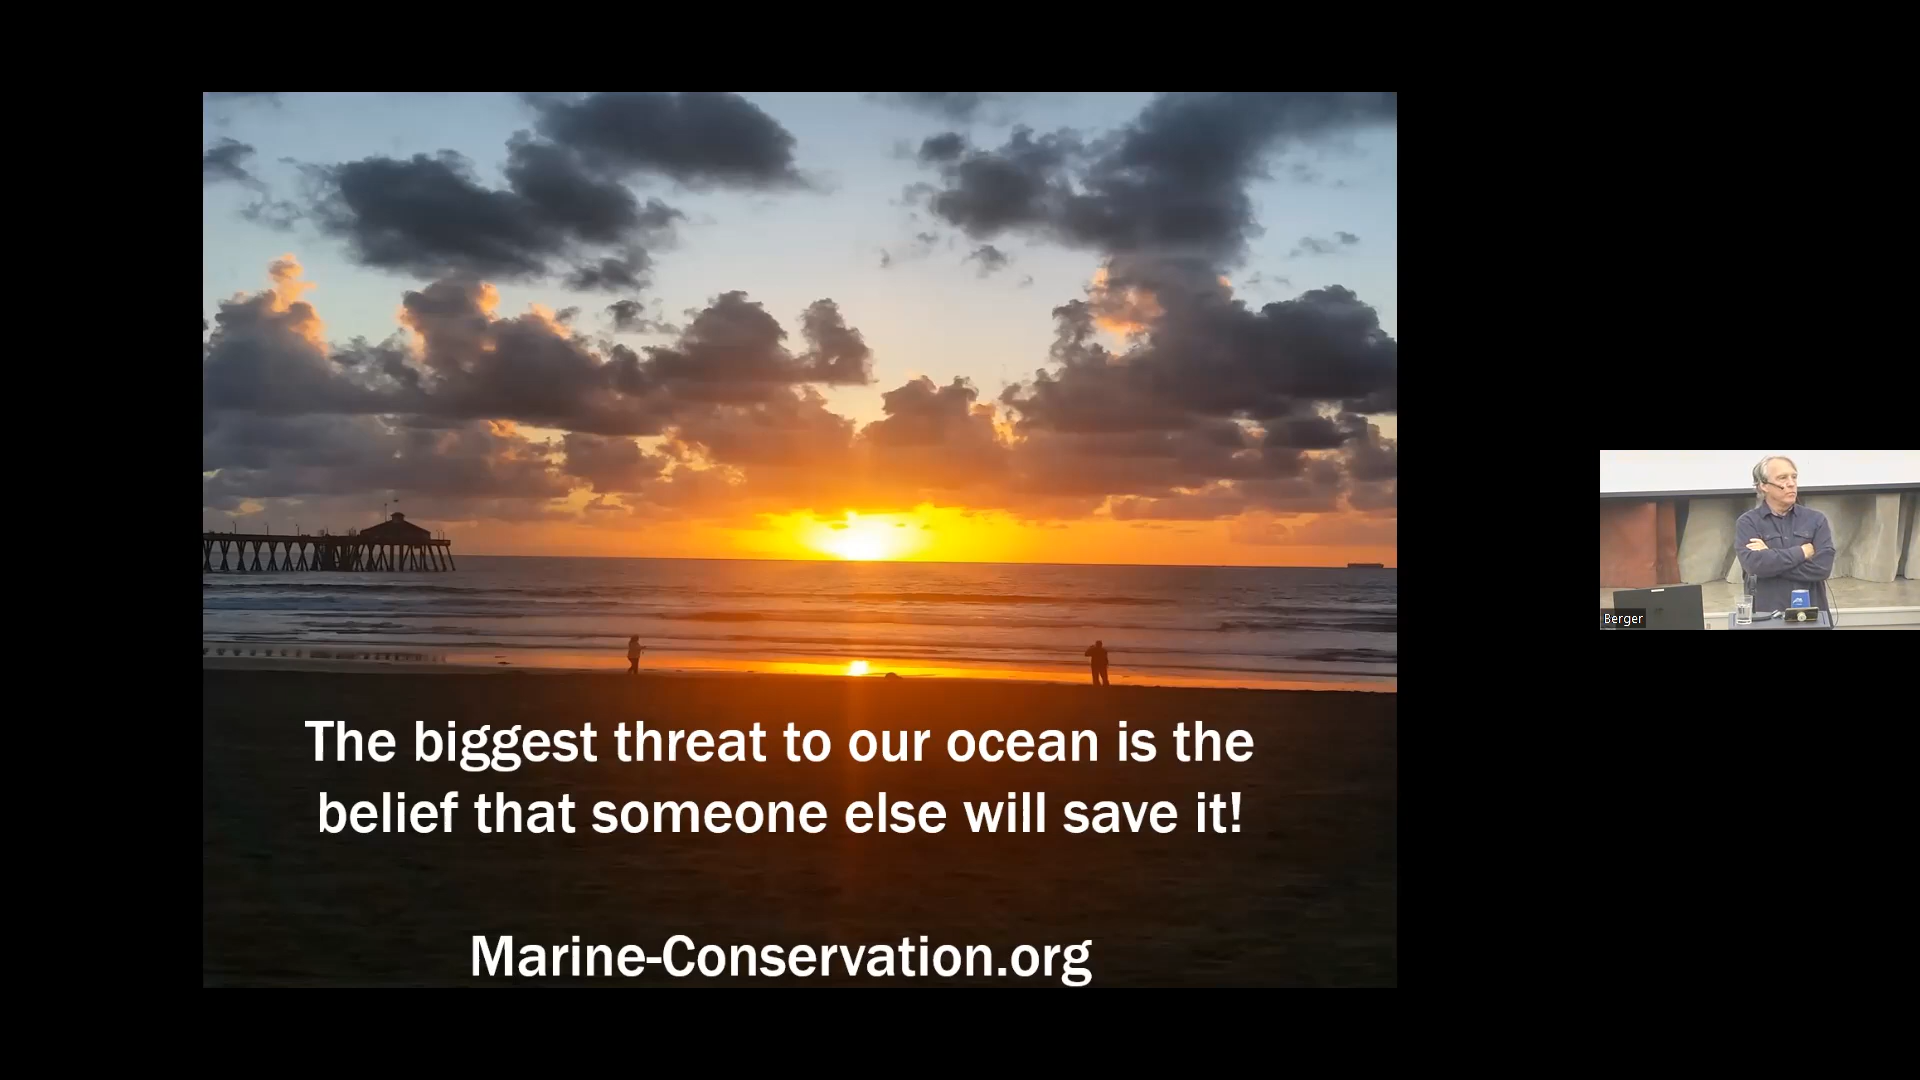 The biggest threat to our ocean is the
belief that someone else will save it!
Marine-Conservation.org
Berger